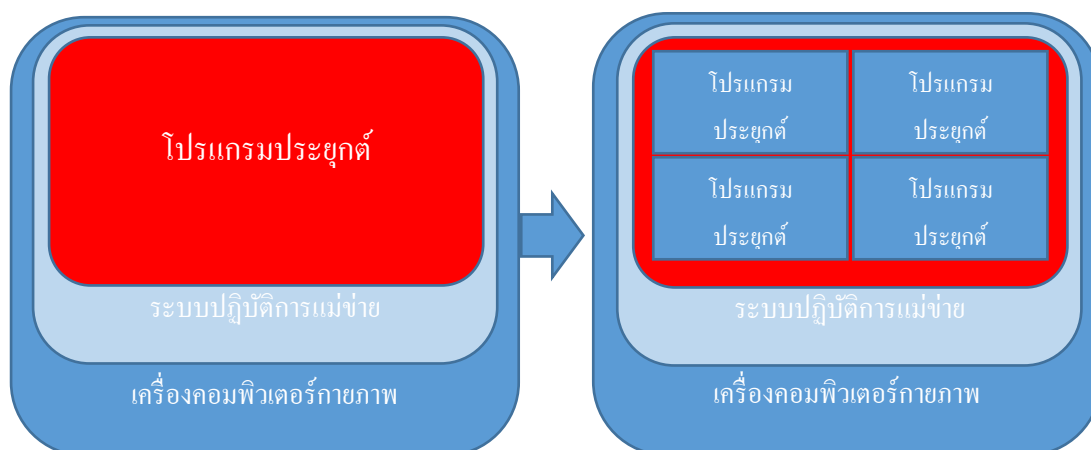 โปรแกรมประยุกต์
ระบบปฏิบัติการแม่ข่าย
เครื่องคอมพิวเตอร์กายภาพ
โปรแกรม
ประยุกต์
โปรแกรม
ประยุกต์
โปรแกรม
ประยุกต์
โปรแกรม
ประยุกต์
ระบบปฏิบัติการแม่ข่าย
เครื่องคอมพิวเตอร์กายภาพ